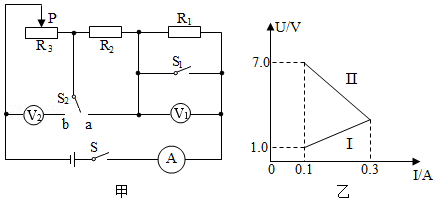 P
R₃
R₂
R₁
S₁
S₂
V₂
b
a
V₁
S
A
甲
U/V
7.0
II
I
1.0
0
0.1
0.3
I/A
乙